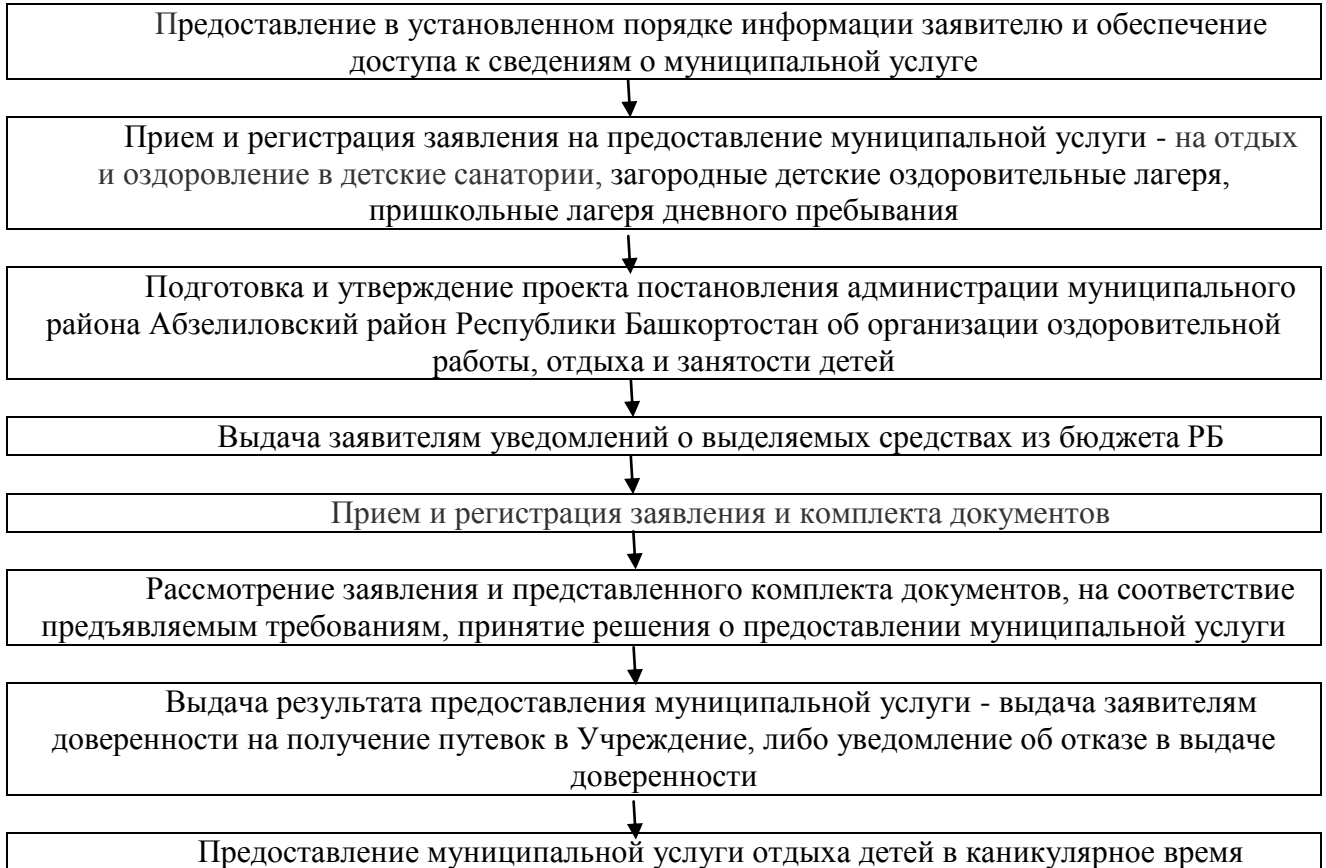 Предоставление в установленном порядке информации заявителю и обеспечение
доступа к сведениям о муниципальной услуге
Прием и регистрация заявления на предоставление муниципальной услуги - на отдых
и оздоровление в детские санатории, загородные детские оздоровительные лагеря,
пришкольные лагеря дневного пребывания
Подготовка и утверждение проекта постановления администрации муниципального
района Абзелиловский район Республики Башкортостан об организации оздоровительной
работы, отдыха и занятости детей
Выдача заявителям уведомлений о выделяемых средствах из бюджета РБ
Прием и регистрация заявления и комплекта документов
Рассмотрение заявления и представленного комплекта документов, на соответствие
предъявляемым требованиям, принятие решения о предоставлении муниципальной услуги
Выдача результата предоставления муниципальной услуги - выдача заявителям
доверенности на получение путевок в Учреждение, либо уведомление об отказе в выдаче
доверенности
Предоставление муниципальной услуги отдыха детей в каникулярное время